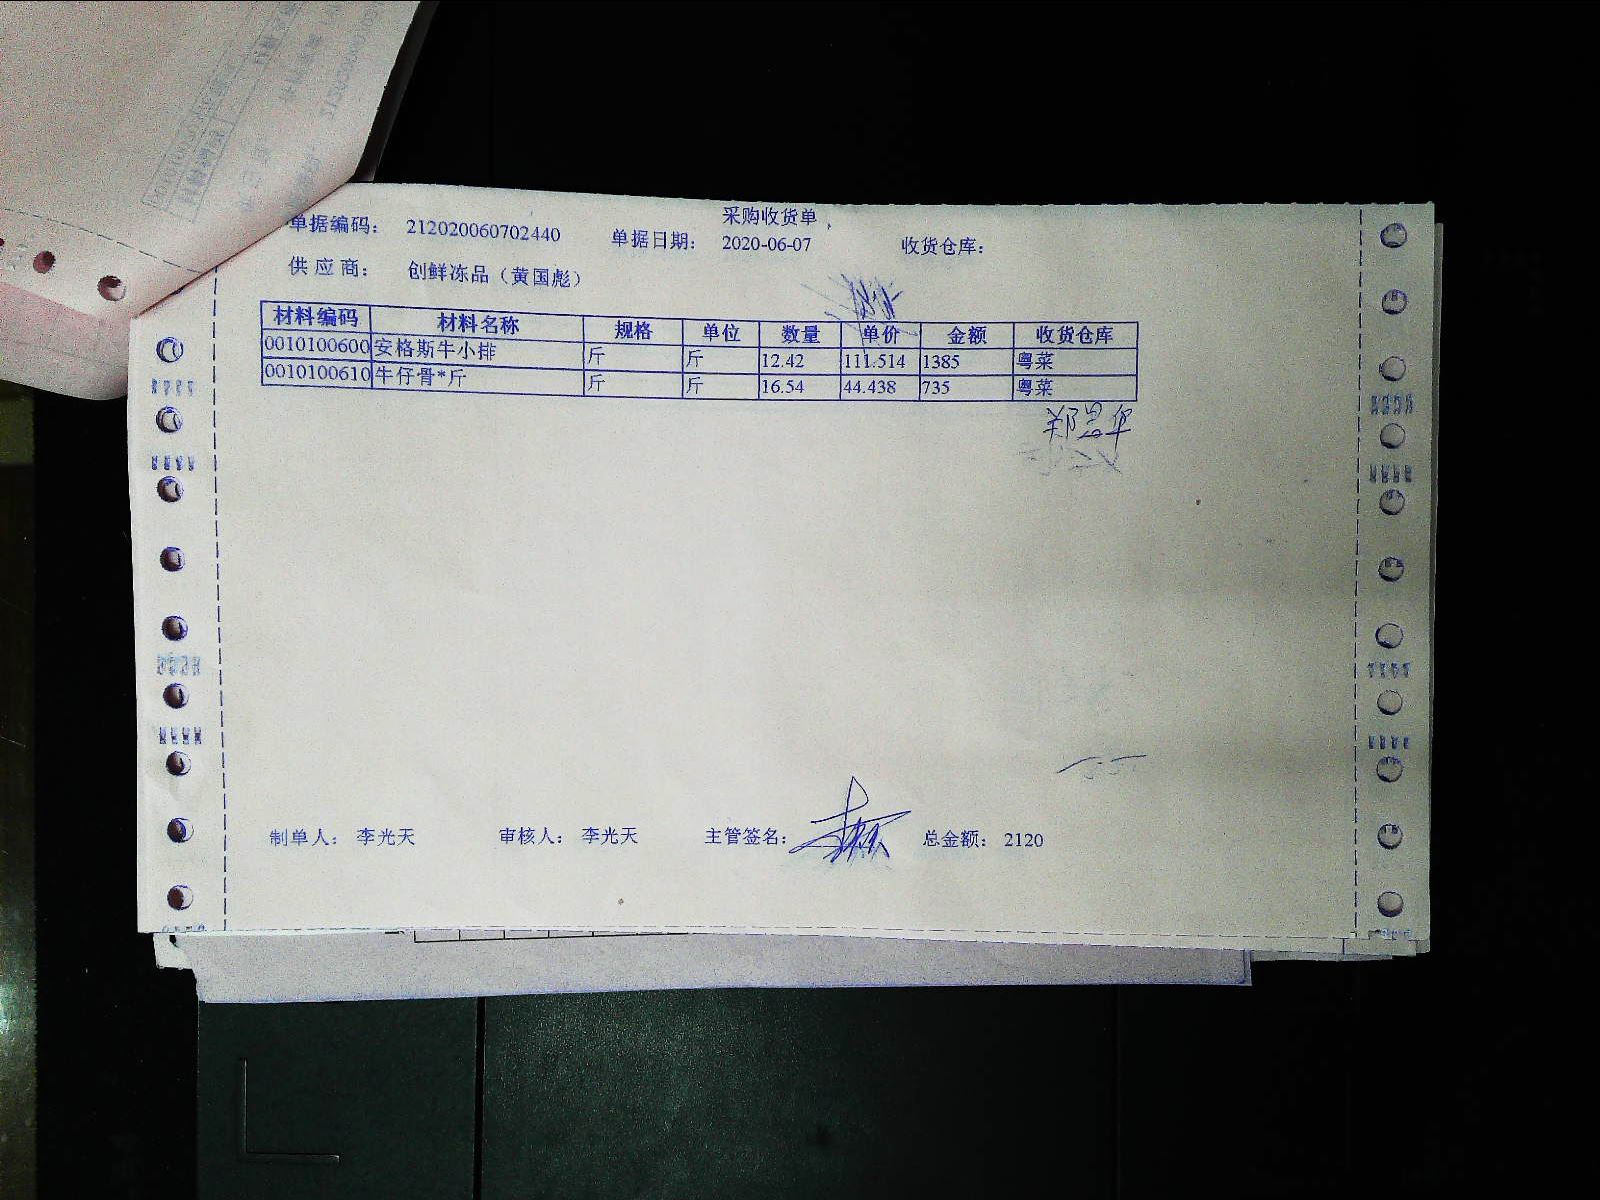 采购收货单
单据编码： 212020060702440 单据日期： 2020-06-07 收货仓库：
供 应 商： 创鲜冻品（黄国彪）
材料编码 材料名称 规格 单位 数量 单价 金额 收货仓库
0010100600 安格斯牛小排 斤 斤 12.42 111.514 1385 粤菜
0010100610 牛仔骨*斤 斤 斤 16.54 44.438 735 粤菜
制单人： 李光天 审核人： 李光天 主管签名： 总金额： 2120